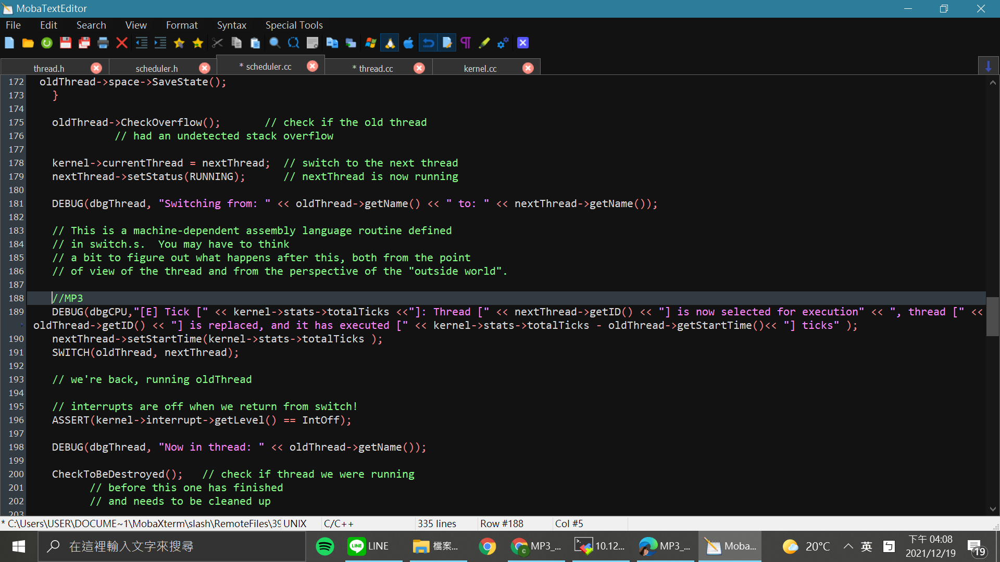 MobaTextEditor
File Edit Search View Format Syntax Special Tools
thread.h scheduler.h * scheduler.cc * thread.cc kernel.cc
172 oldThread->space->SaveState();
173 }
174
175 oldThread->CheckOverflow(); // check if the old thread
176 // had an undetected stack overflow
177
178 kernel->currentThread = nextThread; // switch to the next thread
179 nextThread->setStatus(RUNNING); // nextThread is now running
180
181 DEBUG(dbgThread, "Switching from: " << oldThread->getName() << " to: " << nextThread->getName());
182
183 // This is a machine-dependent assembly language routine defined
184 // in switch.s.  You may have to think
185 // a bit to figure out what happens after this, both from the point
186 // of view of the thread and from the perspective of the "outside world".
187
188 //MP3
189 DEBUG(dbgCPU,"[E] Tick [" << kernel->stats->totalTicks <<"]: Thread [" << nextThread->getID() << "] is now selected for execution" << ", thread [" <<
oldThread->getID() << "] is replaced, and it has executed [" << kernel->stats->totalTicks - oldThread->getStartTime()<< "] ticks" );
190 nextThread->setStartTime(kernel->stats->totalTicks );
191 SWITCH(oldThread, nextThread);
192
193 // we're back, running oldThread
194
195 // interrupts are off when we return from switch!
196 ASSERT(kernel->interrupt->getLevel() == IntOff);
197
198 DEBUG(dbgThread, "Now in thread: " << oldThread->getName());
199
200 CheckToBeDestroyed(); // check if thread we were running
201 // before this one has finished
202 // and needs to be cleaned up
203
* C:\Users\USER\DOCUME~1\MobaXterm\slash\RemoteFiles\39 UNIX C/C++ 335 lines Row #188 Col #5
在這裡輸入文字來搜尋 LINE LINE 檔案... MP3_... 10.12... MP3_... Moba... 20°C 英 ㄅ 下午 04:08
2021/12/19 19